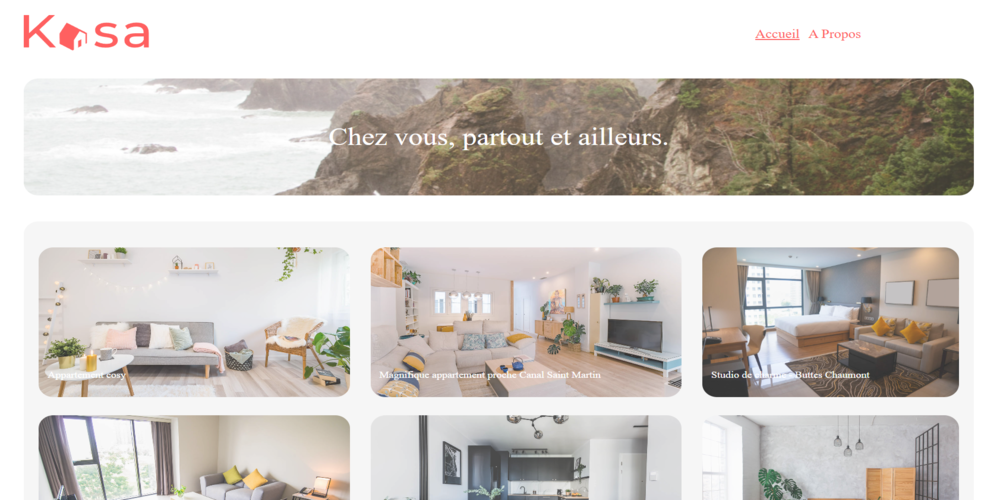 Kasa
Accueil A Propos
Chez vous, partout et ailleurs.
Appartement cosy
Magnifique appartement proche Canal Saint Martin
Studio de charme - Buttes Chaumont